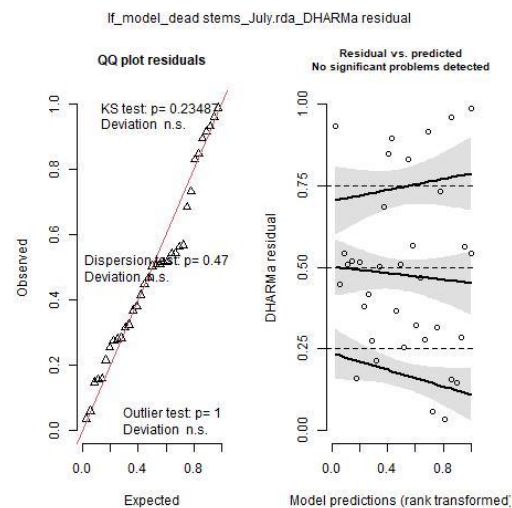 lf_model_dead stems_July.rda_DHARMa residual
QQ plot residuals
KS test: p= 0.23487
Deviation n.s.
Dispersion test: p= 0.47
Deviation n.s.
Outlier test: p= 1
Deviation n.s.
Observed
0.0
0.2
0.4
0.6
0.8
1.0
0.0
0.4
0.8
Expected
Residual vs. predicted
No significant problems detected
DHARMa residual
0.00
0.25
0.50
0.75
1.00
0.0
0.4
0.8
Model predictions (rank transformed)